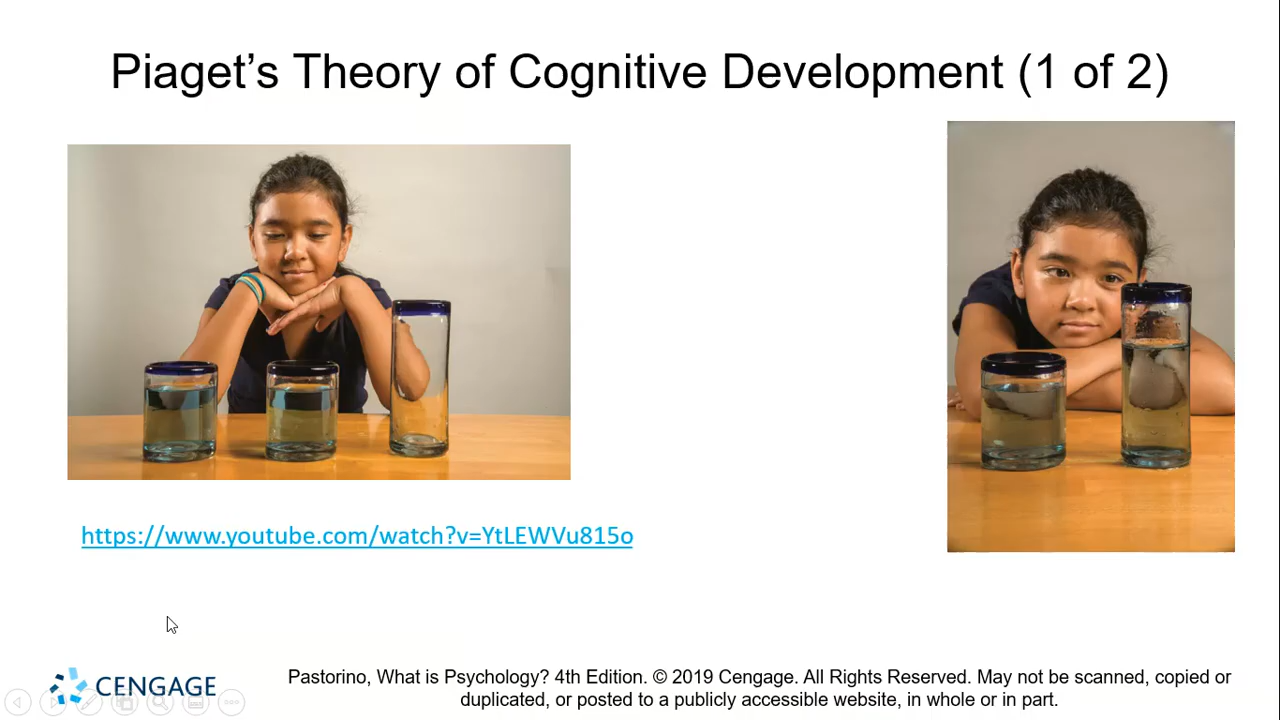 Piaget’s Theory of Cognitive Development (1 of 2)
https://www.youtube.com/watch?v=YtLEWVu815o
CENGAGE
Pastorino, What is Psychology? 4th Edition. © 2019 Cengage. All Rights Reserved. May not be scanned, copied or
duplicated, or posted to a publicly accessible website, in whole or in part.